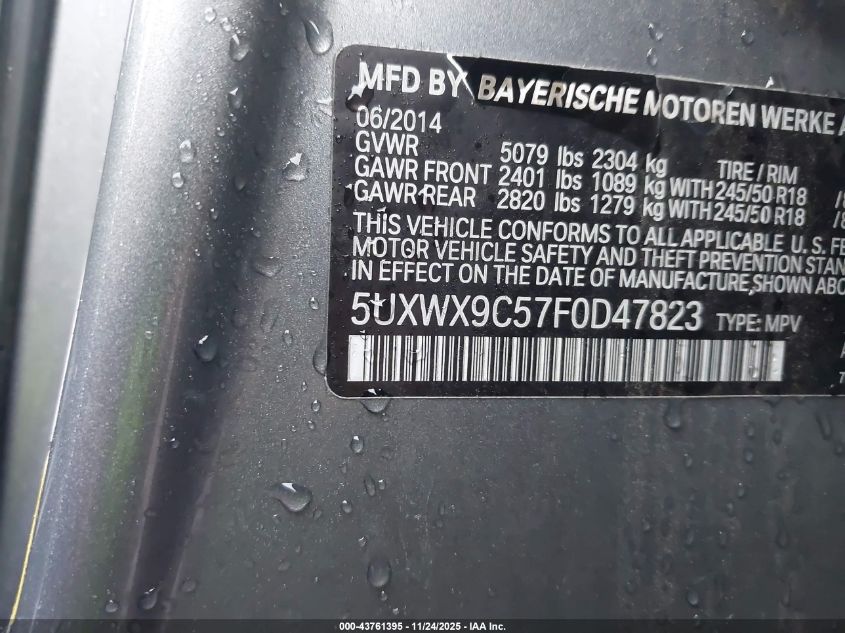 MFD BY BAYERISCHE MOTOREN WERKE A
06/2014
GVWR 5079 lbs 2304 kg TIRE / RIM
GAWR FRONT 2401 lbs 1089 kg WITH 245/50 R18 /8
GAWR REAR 2820 lbs 1279 kg WITH 245/50 R18 /8
THIS VEHICLE CONFORMS TO ALL APPLICABLE U. S. FE
MOTOR VEHICLE SAFETY AND THEFT PREVENTION STAN
IN EFFECT ON THE DATE OF MANUFACTURE SHOWN ABO
5UXWX9C57F0D47823 TYPE: MPV
000-43761395 - 11/24/2025 - IAA Inc.